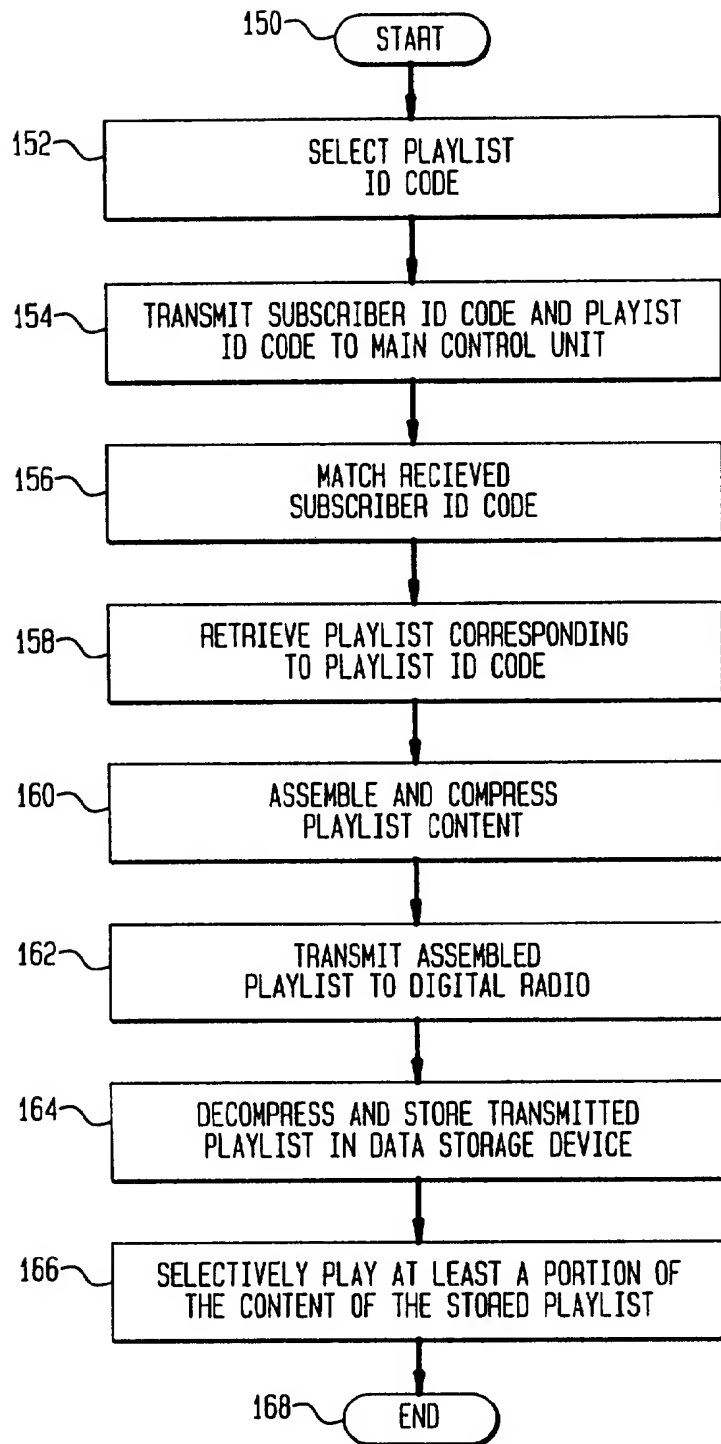 150
START
152
SELECT PLAYLIST
ID CODE
154
TRANSMIT SUBSCRIBER ID CODE AND PLAYIST
ID CODE TO MAIN CONTROL UNIT
156
MATCH RECIEVED
SUBSCRIBER ID CODE
158
RETRIEVE PLAYLIST CORRESPONDING
TO PLAYLIST ID CODE
160
ASSEMBLE AND COMPRESS
PLAYLIST CONTENT
162
TRANSMIT ASSEMBLED
PLAYLIST TO DIGITAL RADIO
164
DECOMPRESS AND STORE TRANSMITTED
PLAYLIST IN DATA STORAGE DEVICE
166
SELECTIVELY PLAY AT LEAST A PORTION OF
THE CONTENT OF THE STORED PLAYLIST
168
END